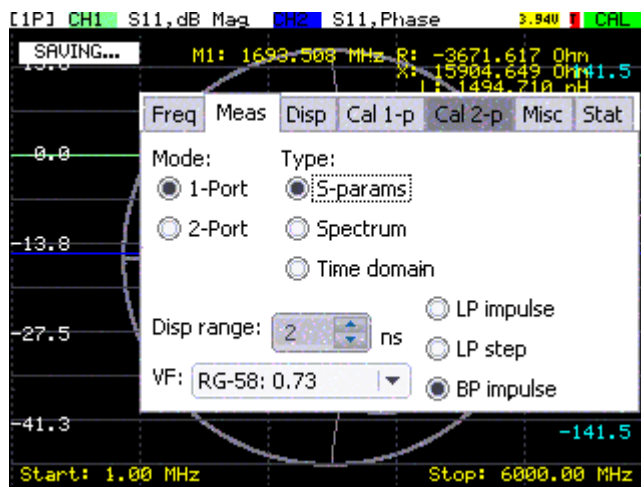 [1P] CH1 S11,dB Mag CH2 S11,Phase 3.94V CAL
SAVING... M1: 1693.508 MHz R: -3671.617 Ohm
X: 15904.649 Ohm
L: 1494.710 nH
Freq Meas Disp Cal 1-p Cal 2-p Misc Stat
0.0
Mode: Type:
1-Port S-params
2-Port Spectrum
-13.8
Time domain
LP impulse
-27.5 Disp range: 2 ns
LP step
VF: RG-58: 0.73
BP impulse
-41.3 -141.5
Start: 1.00 MHz Stop: 6000.00 MHz